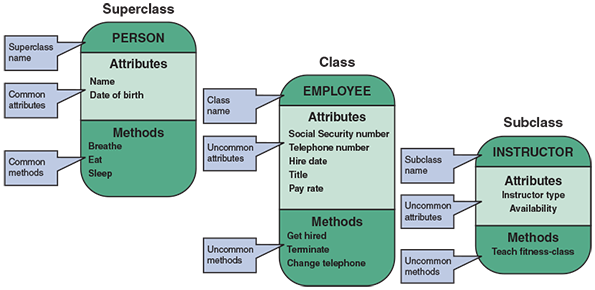 Superclass
Superclass
name
PERSON
Attributes
Common
attributes
Name
Date of birth
Methods
Common
methods
Breathe
Eat
Sleep
Class
Class
name
EMPLOYEE
Attributes
Uncommon
attributes
Social Security number
Telephone number
Hire date
Title
Pay rate
Methods
Uncommon
methods
Get hired
Terminate
Change telephone
Subclass
Subclass
name
INSTRUCTOR
Attributes
Uncommon
attributes
Instructor type
Availability
Methods
Uncommon
methods
Teach fitness-class